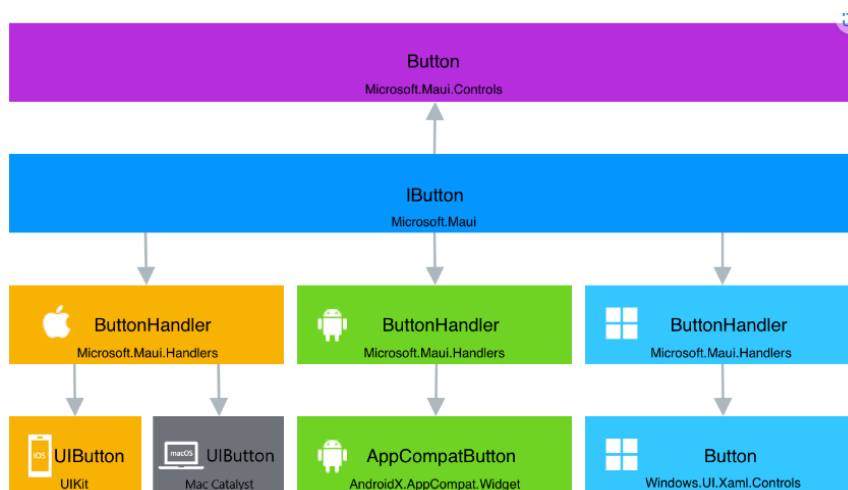 Button
Microsoft.Maui.Controls
IButton
Microsoft.Maui
ButtonHandler
Microsoft.Maui.Handlers
ButtonHandler
Microsoft.Maui.Handlers
ButtonHandler
Microsoft.Maui.Handlers
iOS
UIButton
UIKit
macOS
UIButton
Mac Catalyst
AppCompatButton
AndroidX.AppCompat.Widget
Button
Windows.UI.Xaml.Controls